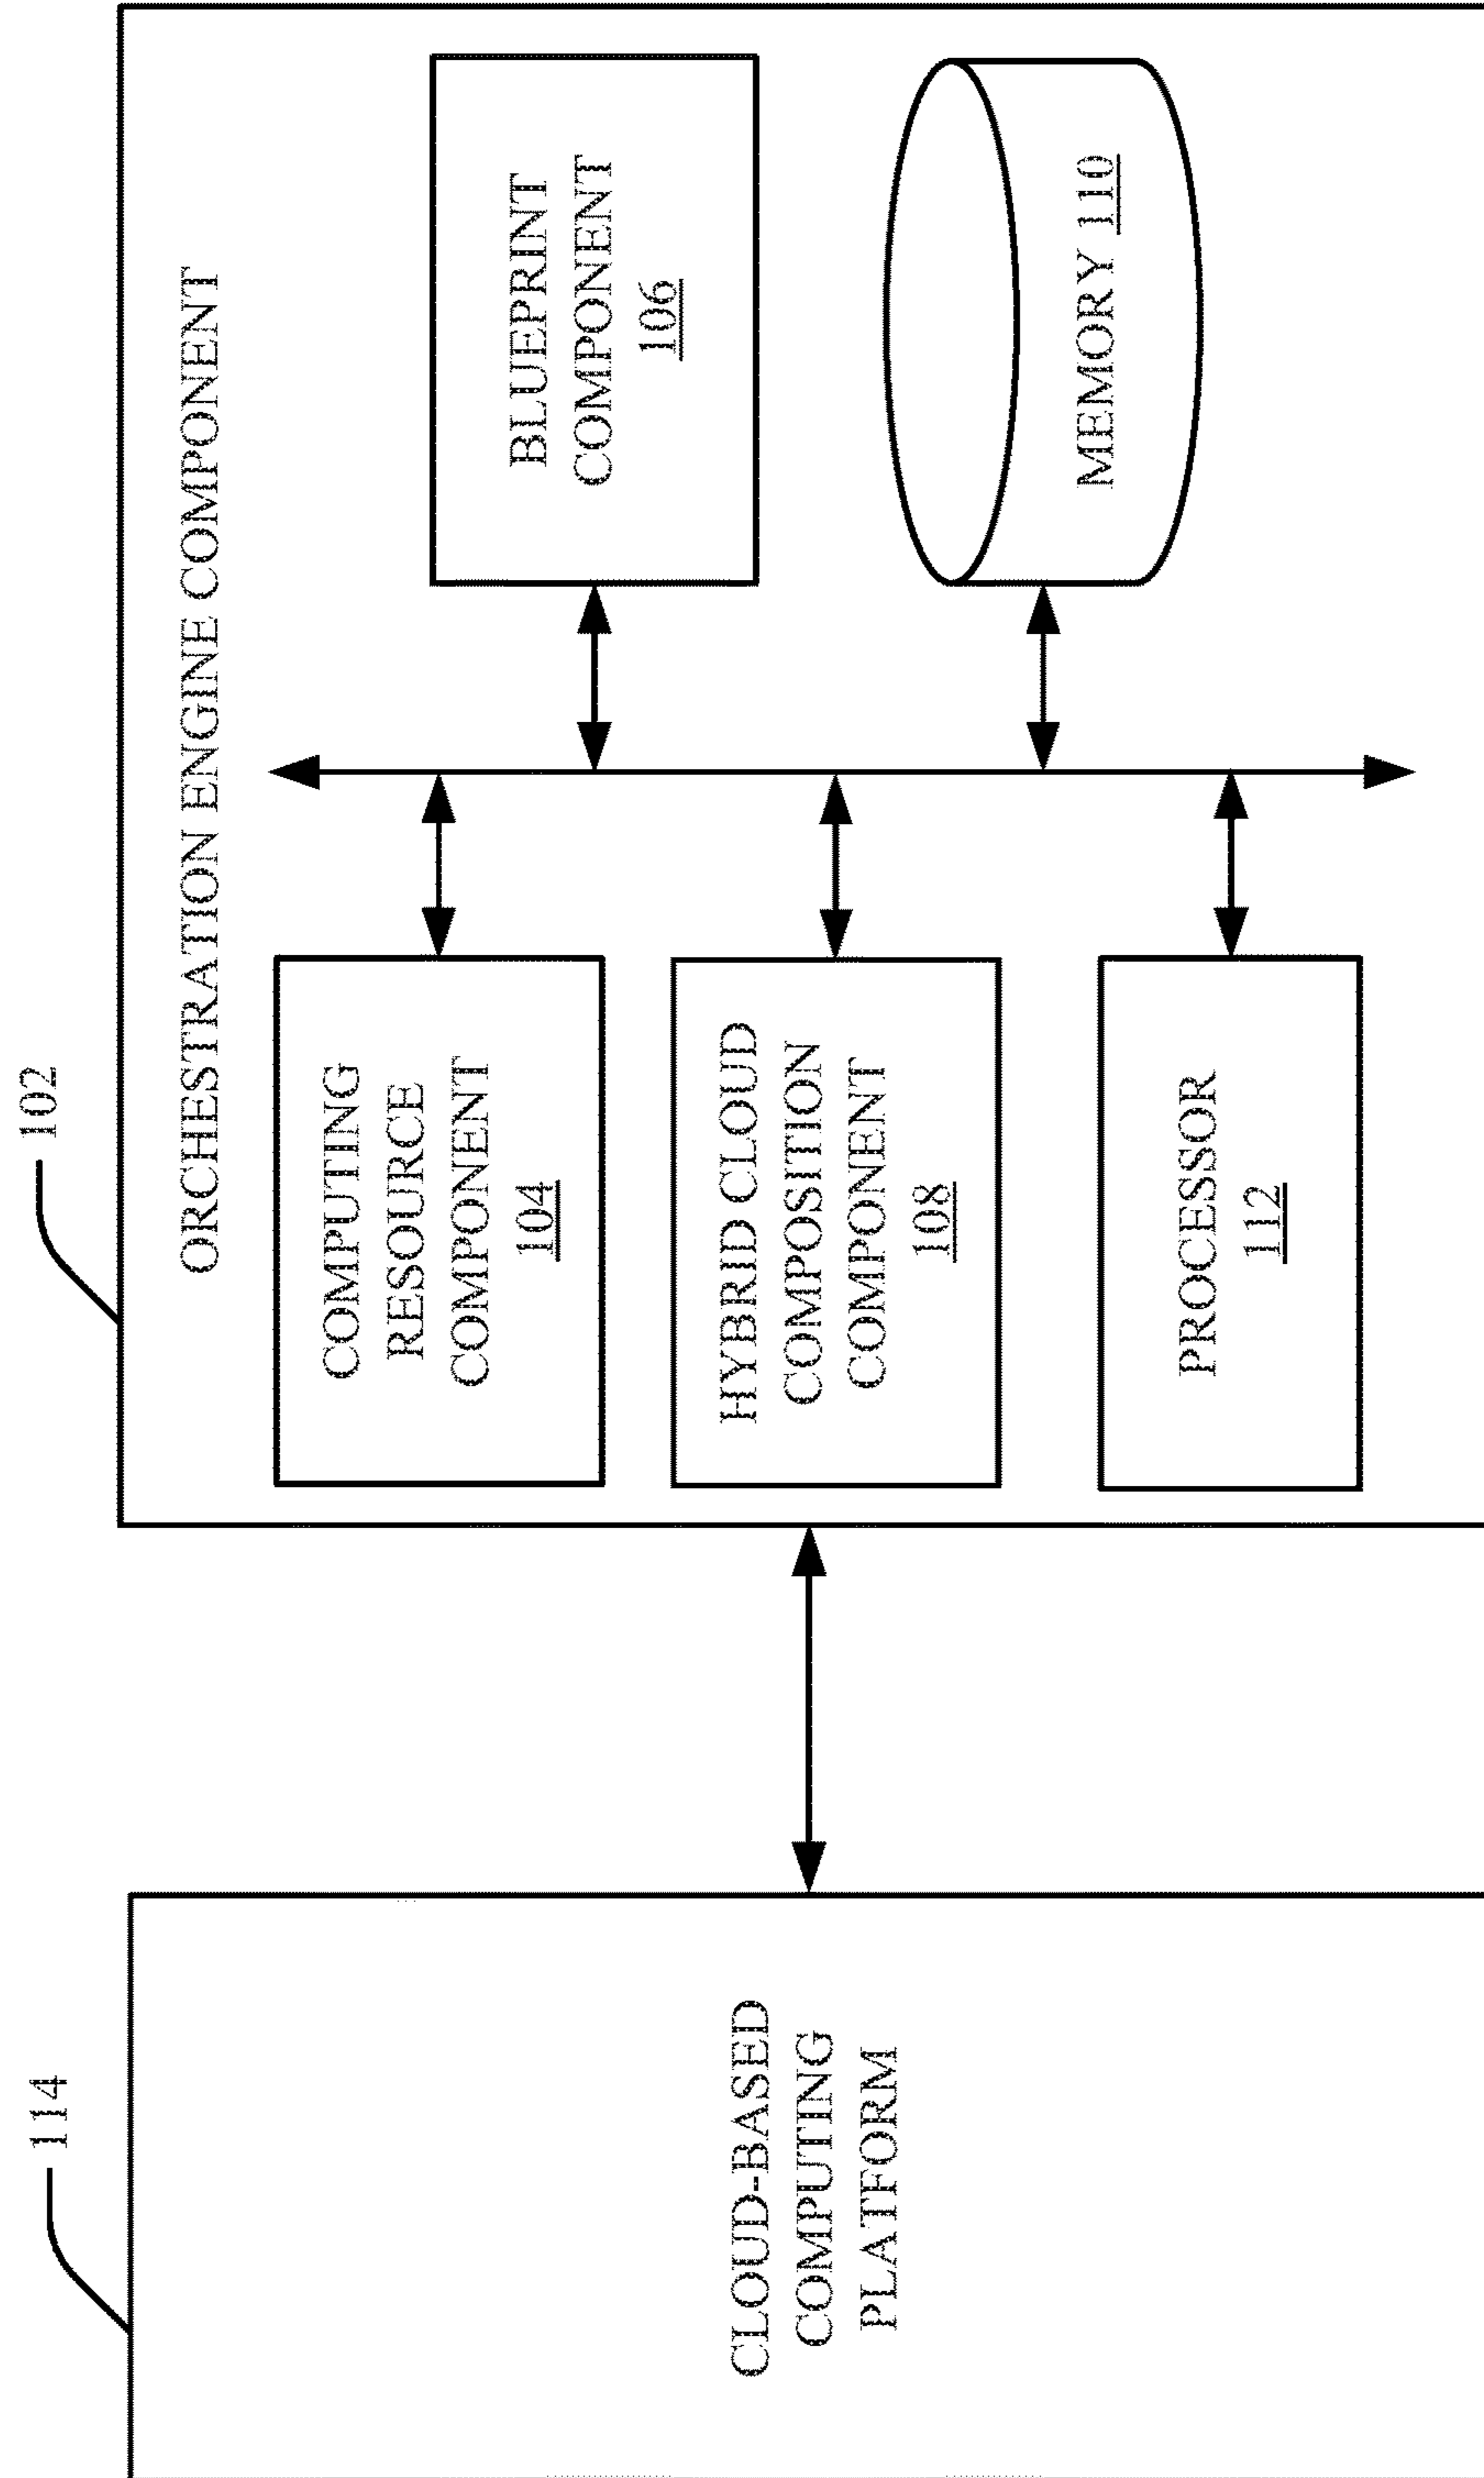 114
CLOUD-BASED
COMPUTING
PLATFORM
102
ORCHESTRATION ENGINE COMPONENT
COMPUTING
RESOURCE
COMPONENT
104
HYBRID CLOUD
COMPOSITION
COMPONENT
108
PROCESSOR
112
BLUEPRINT
COMPONENT
106
MEMORY 110